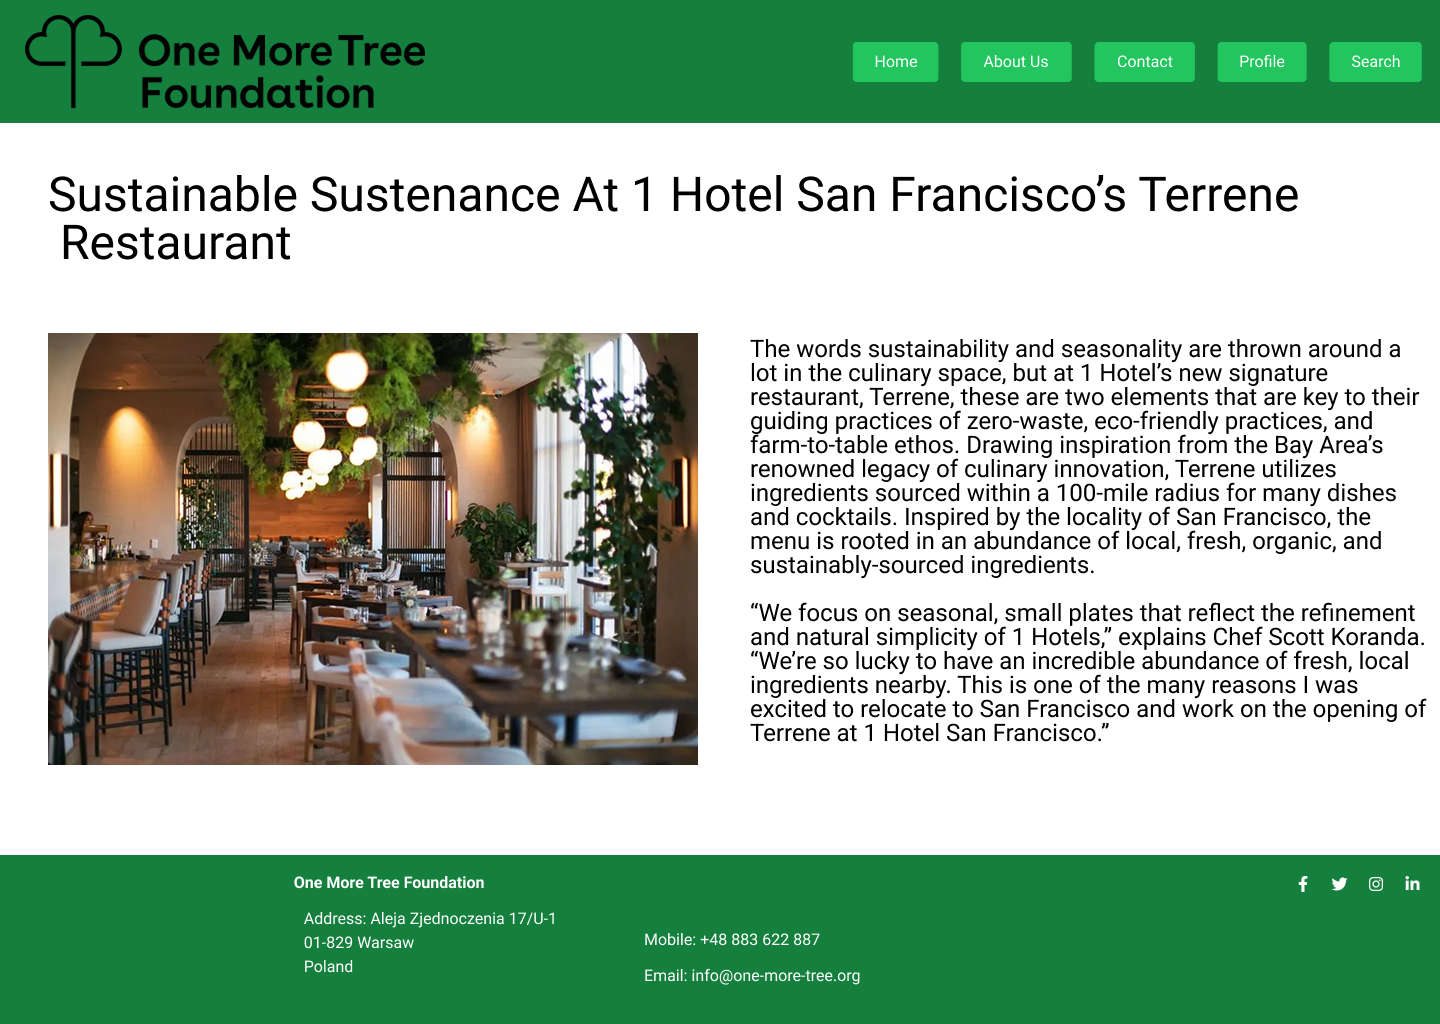 One More Tree
Foundation
Home
About Us
Contact
Profile
Search
Sustainable Sustenance At 1 Hotel San Francisco’s Terrene
Restaurant
The words sustainability and seasonality are thrown around a
lot in the culinary space, but at 1 Hotel’s new signature
restaurant, Terrene, these are two elements that are key to their
guiding practices of zero-waste, eco-friendly practices, and
farm-to-table ethos. Drawing inspiration from the Bay Area’s
renowned legacy of culinary innovation, Terrene utilizes
ingredients sourced within a 100-mile radius for many dishes
and cocktails. Inspired by the locality of San Francisco, the
menu is rooted in an abundance of local, fresh, organic, and
sustainably-sourced ingredients.
“We focus on seasonal, small plates that reflect the refinement
and natural simplicity of 1 Hotels,” explains Chef Scott Koranda.
“We’re so lucky to have an incredible abundance of fresh, local
ingredients nearby. This is one of the many reasons I was
excited to relocate to San Francisco and work on the opening of
Terrene at 1 Hotel San Francisco.”
One More Tree Foundation
Address: Aleja Zjednoczenia 17/U-1
01-829 Warsaw
Poland
Mobile: +48 883 622 887
Email: info@one-more-tree.org